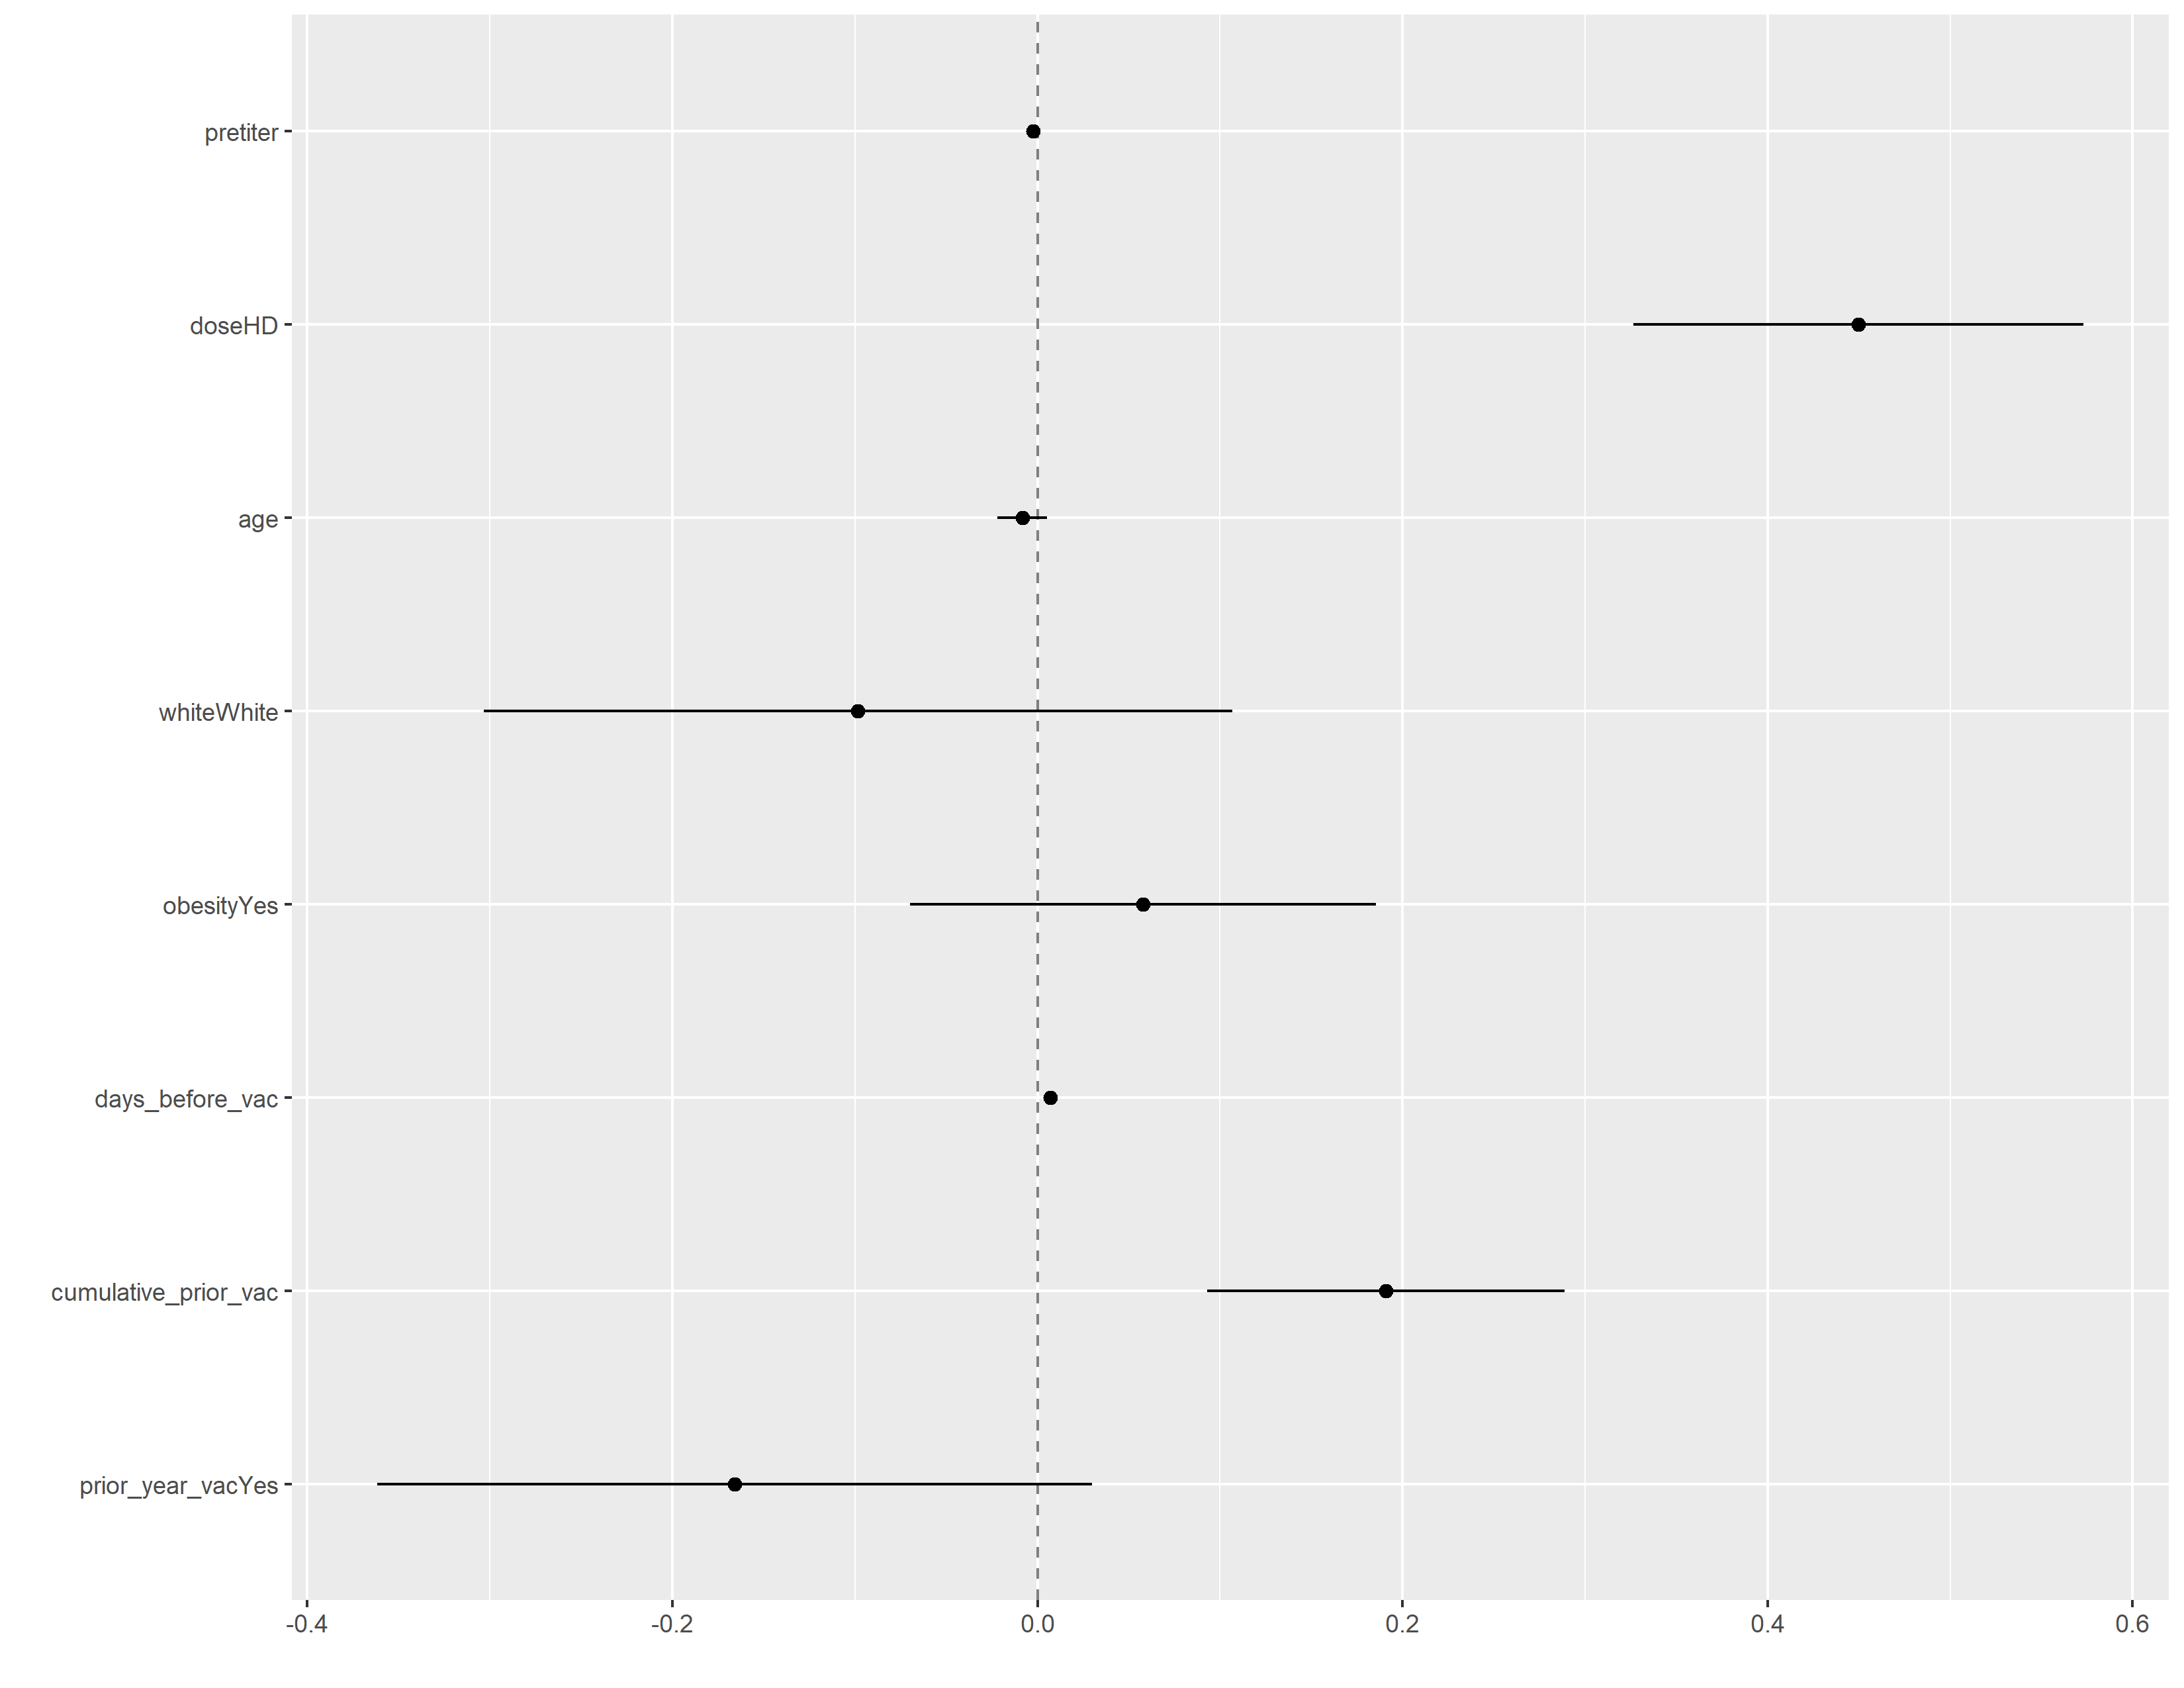 pretiter
doseHD
age
whiteWhite
obesityYes
days_before_vac
cumulative_prior_vac
prior_year_vacYes
-0.4 -0.2 0.0 0.2 0.4 0.6